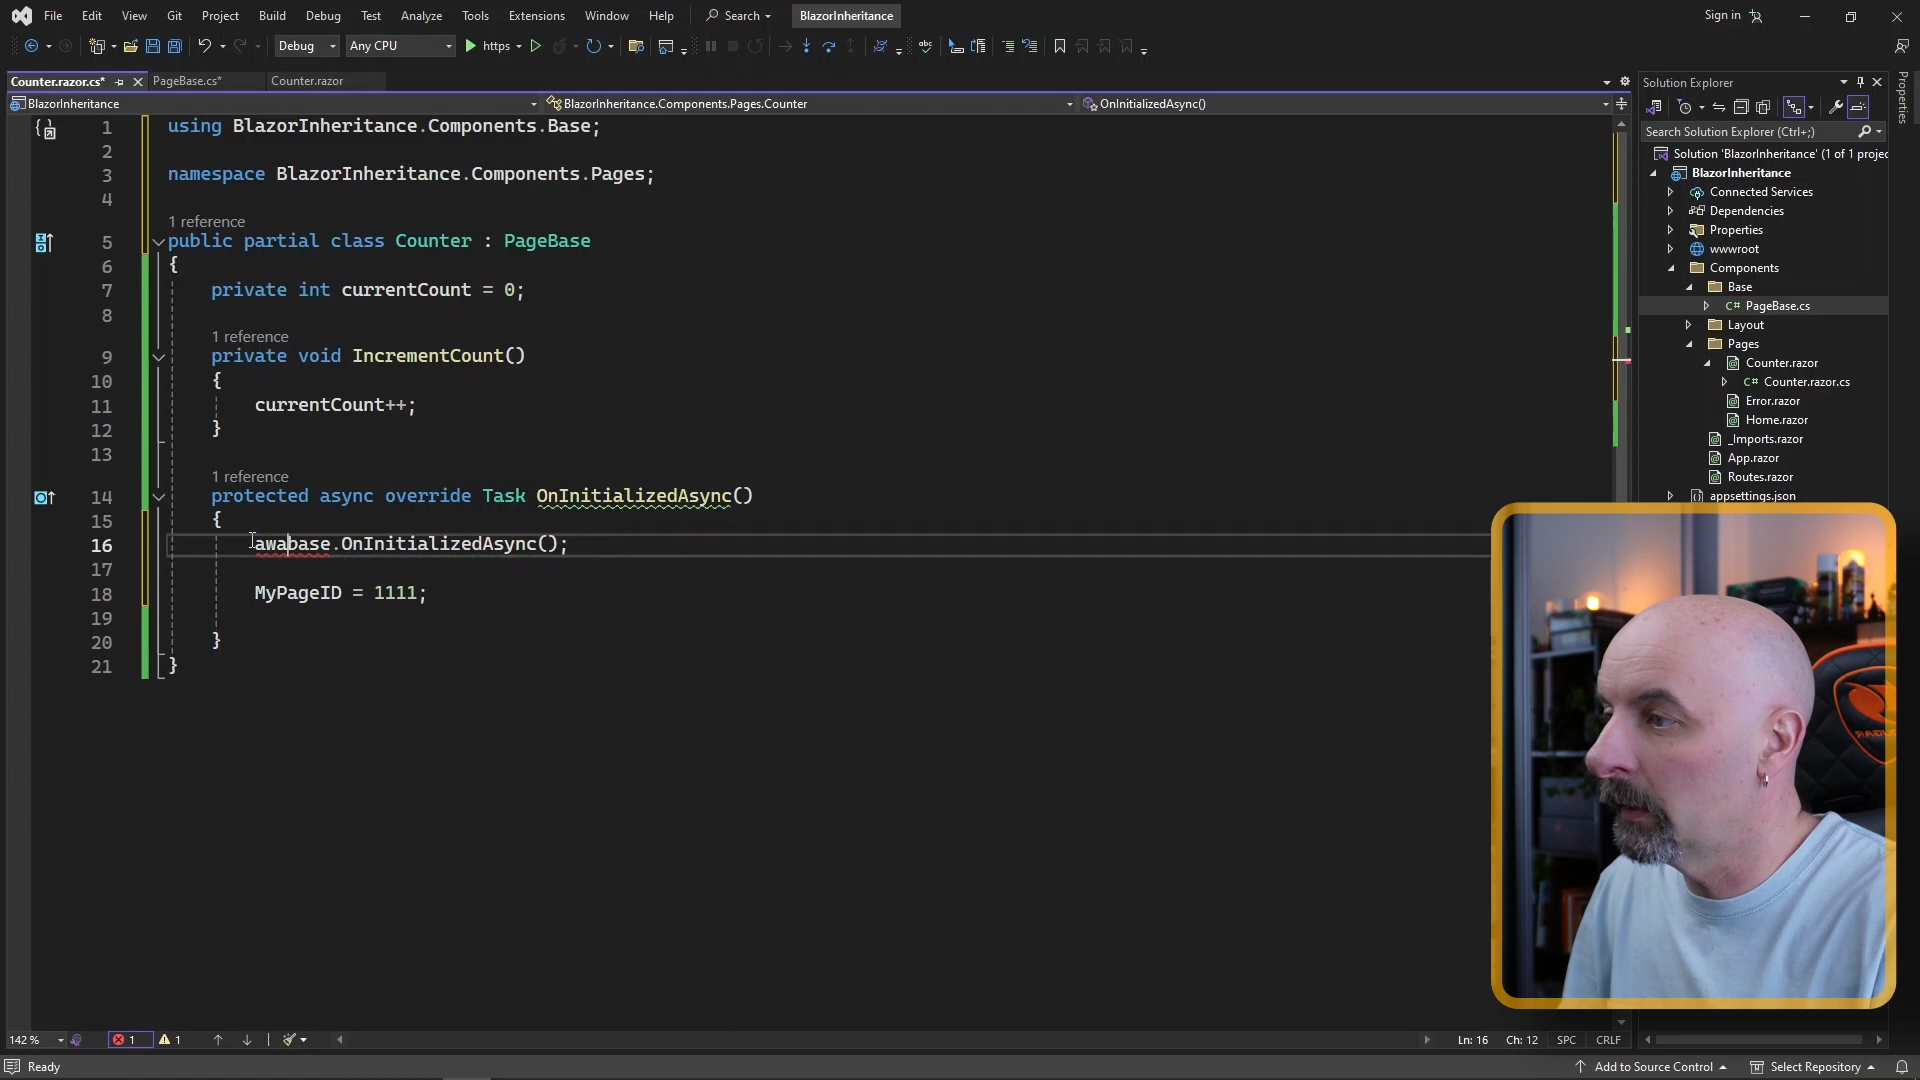 File Edit View Git Project Build Debug Test Analyze Tools Extensions Window Help Search BlazorInheritance Sign in
Debug Any CPU https
Counter.razor.cs* PageBase.cs* Counter.razor
BlazorInheritance BlazorInheritance.Components.Pages.Counter OnInitializedAsync()
1 using BlazorInheritance.Components.Base;
2
3 namespace BlazorInheritance.Components.Pages;
4
1 reference
5 public partial class Counter : PageBase
6 {
7 private int currentCount = 0;
8
1 reference
9 private void IncrementCount()
10 {
11 currentCount++;
12 }
13
1 reference
14 protected async override Task OnInitializedAsync()
15 {
16 awabase.OnInitializedAsync();
17
18 MyPageID = 1111;
19
20 }
21 }
Solution Explorer
Search Solution Explorer (Ctrl+;)
Solution 'BlazorInheritance' (1 of 1 projec
BlazorInheritance
Connected Services
Dependencies
Properties
wwwroot
Components
Base
C# PageBase.cs
Layout
Pages
Counter.razor
C# Counter.razor.cs
Error.razor
Home.razor
_Imports.razor
App.razor
Routes.razor
appsettings.json
Properties
142 % 1 1 Ln: 16 Ch: 12 SPC CRLF
Ready Add to Source Control Select Repository